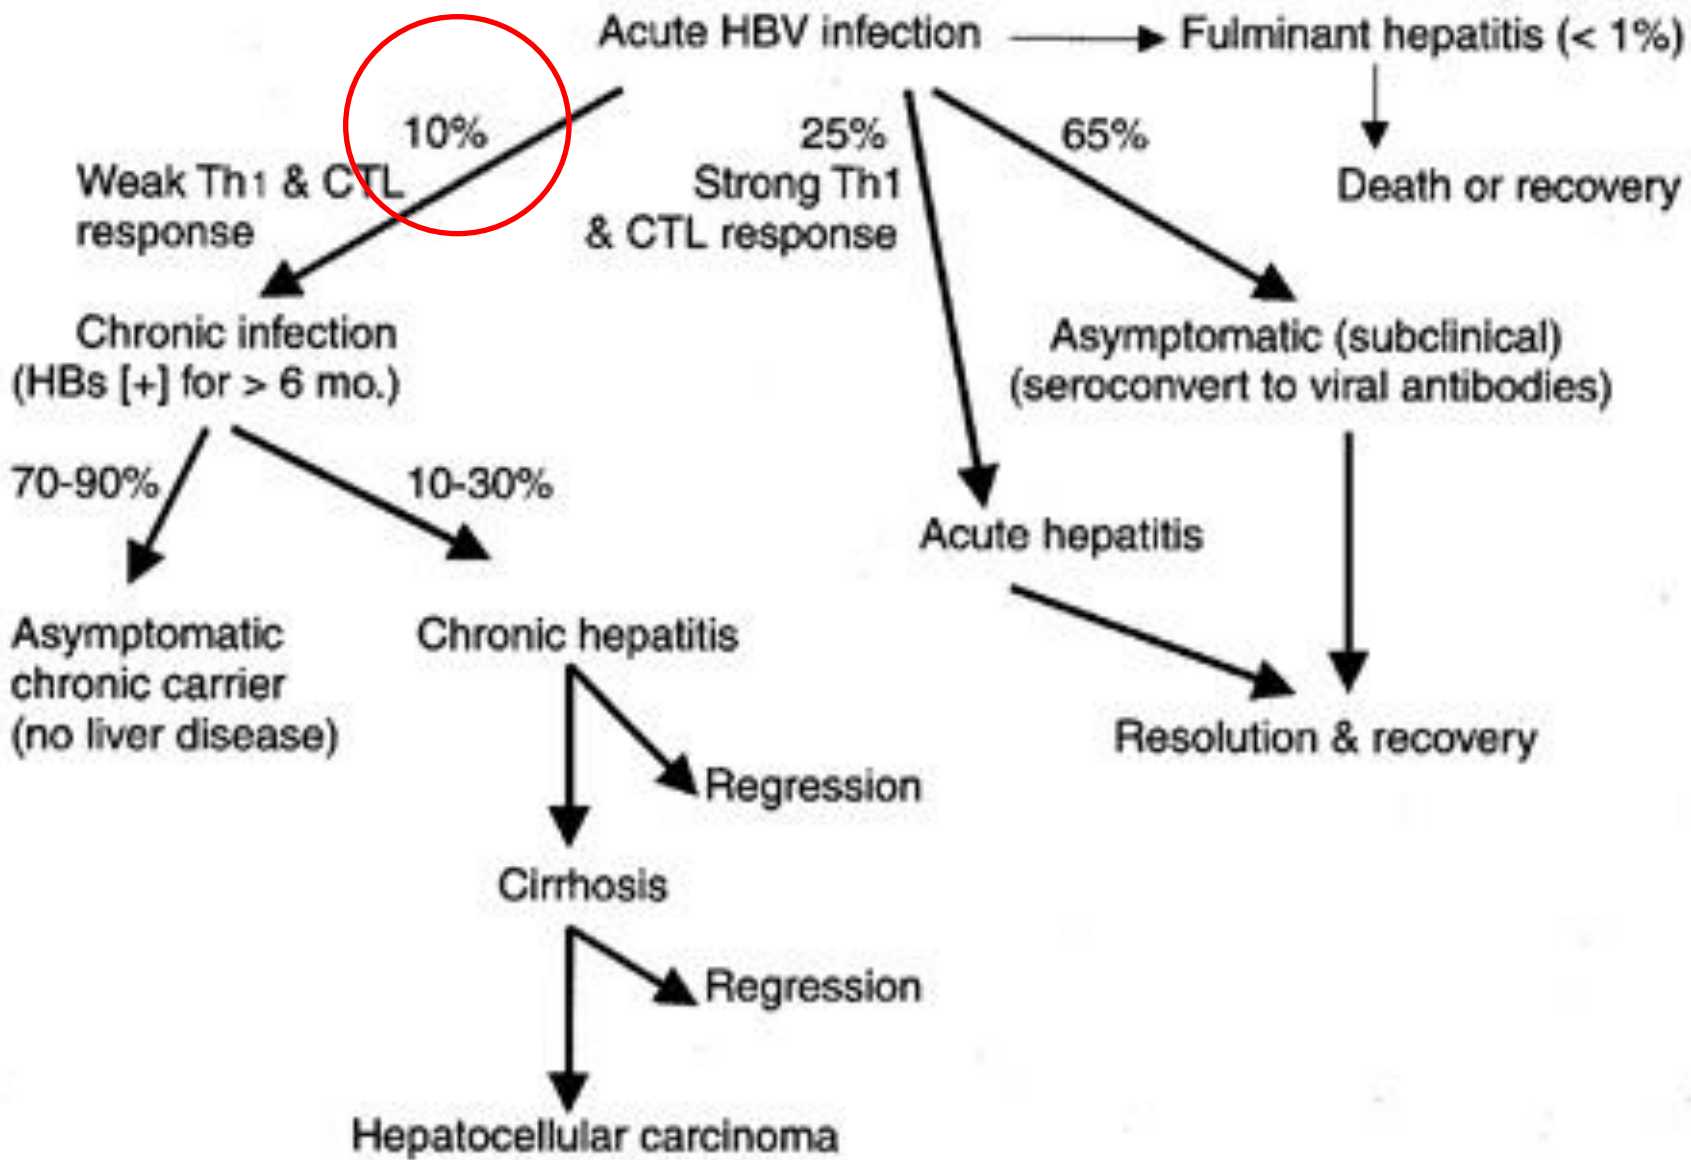 Acute HBV infection
Fulminant hepatitis (< 1%)
10%
25%
65%
Death or recovery
Weak Th1 & CTL
response
Strong Th1
& CTL response
Chronic infection
(HBs [+] for > 6 mo.)
Asymptomatic (subclinical)
(seroconvert to viral antibodies)
70-90%
10-30%
Acute hepatitis
Asymptomatic
chronic carrier
(no liver disease)
Chronic hepatitis
Resolution & recovery
Regression
Cirrhosis
Regression
Hepatocellular carcinoma